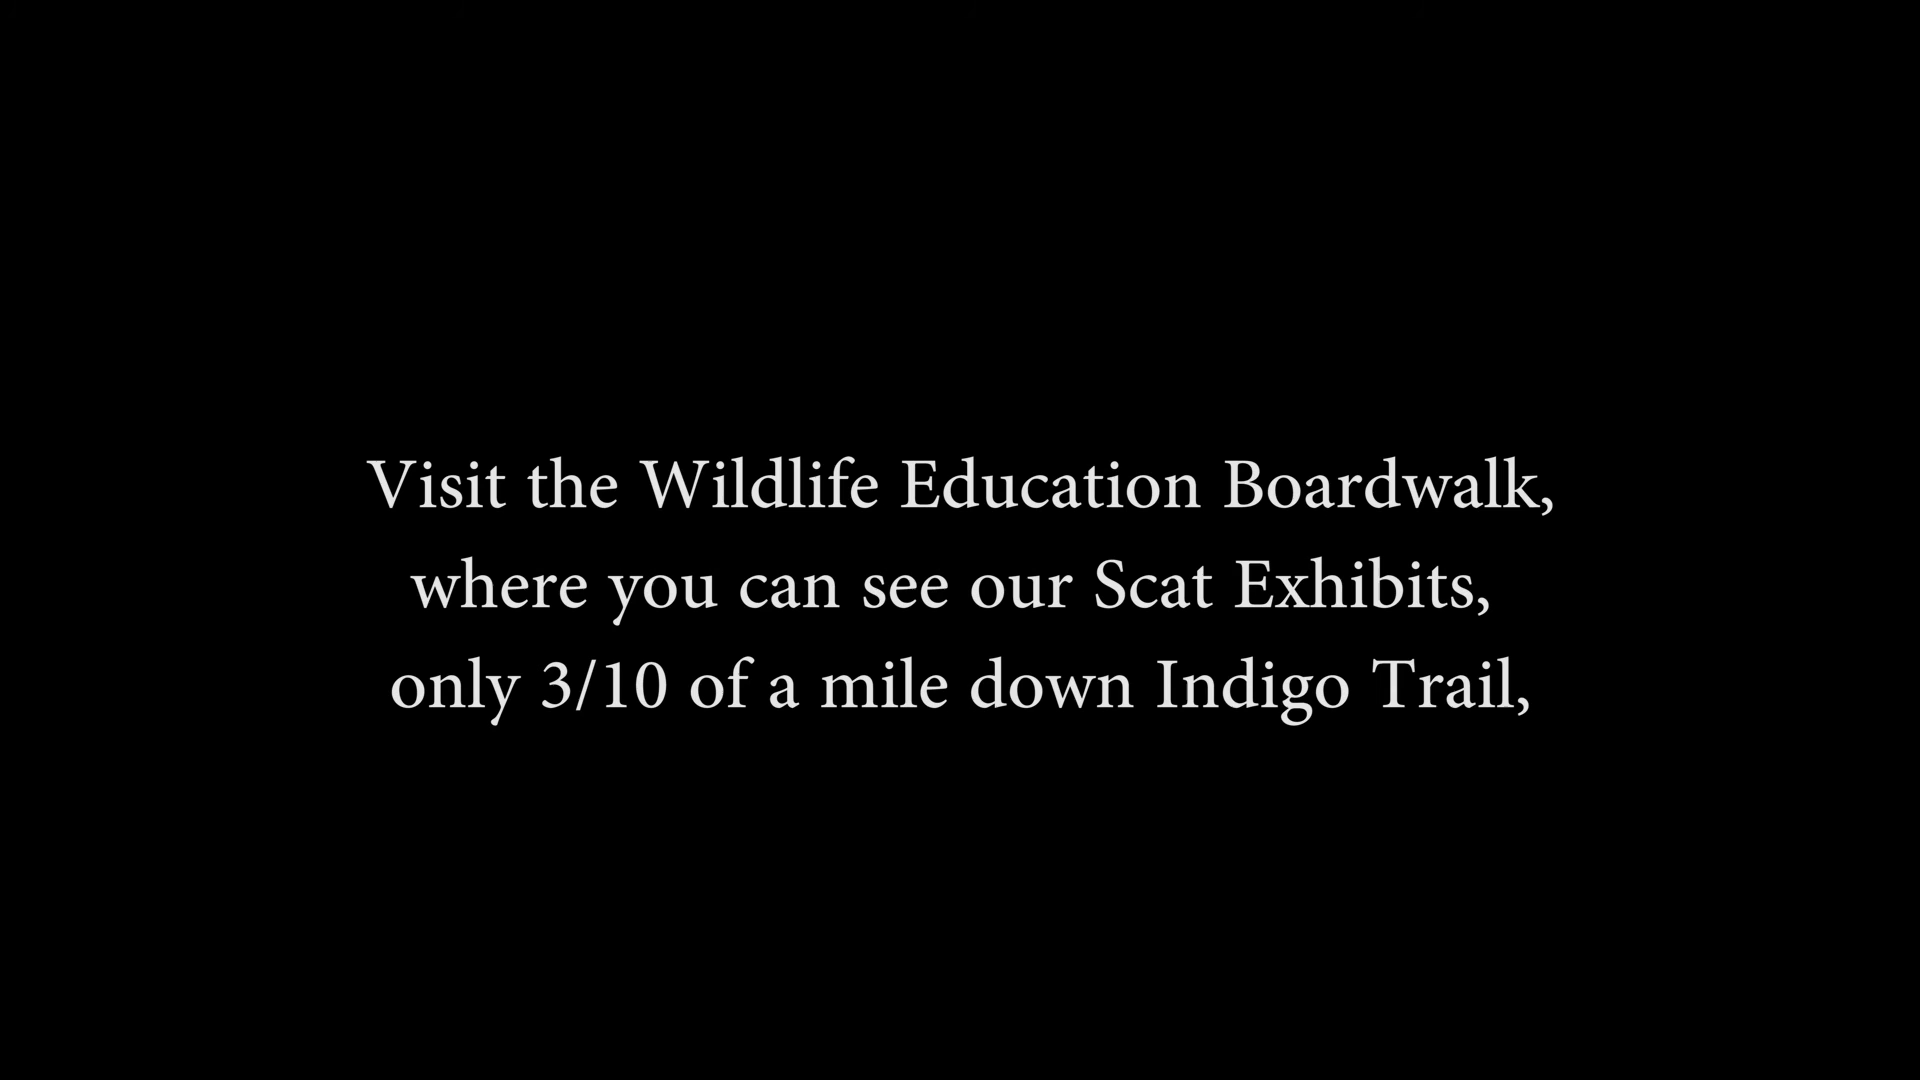 Visit the Wildlife Education Boardwalk,
where you can see our Scat Exhibits,
only 3/10 of a mile down Indigo Trail,